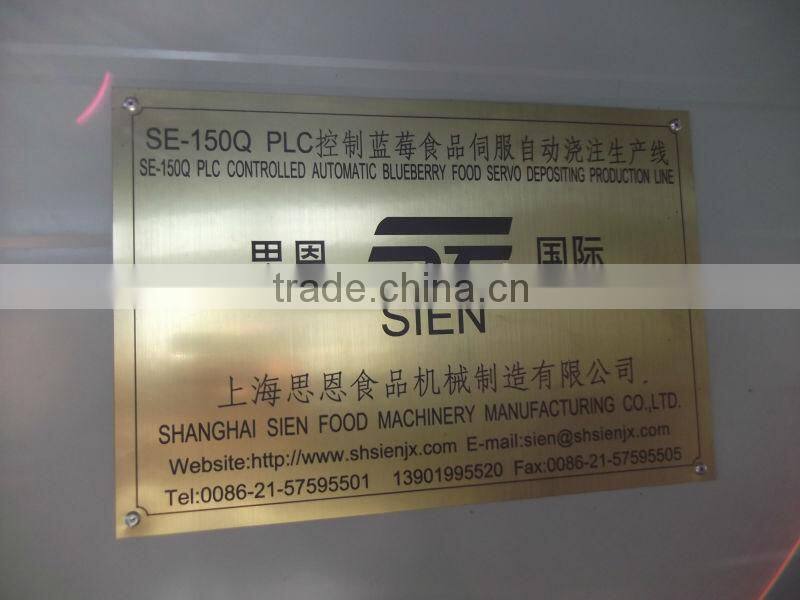 SE-150Q PLC控制蓝莓食品伺服自动浇注生产线
SE-150Q PLC CONTROLLED AUTOMATIC BLUEBERRY FOOD SERVO DEPOSITING PRODUCTION LINE
思恩 国际
trade.china.cn
SIEN
上海思恩食品机械制造有限公司.
SHANGHAI SIEN FOOD MACHINERY MANUFACTURING CO.,LTD.
Website:http://www.shsienjx.com E-mail:sien@shsienjx.com
Tel:0086-21-57595501 13901995520 Fax:0086-21-57595505